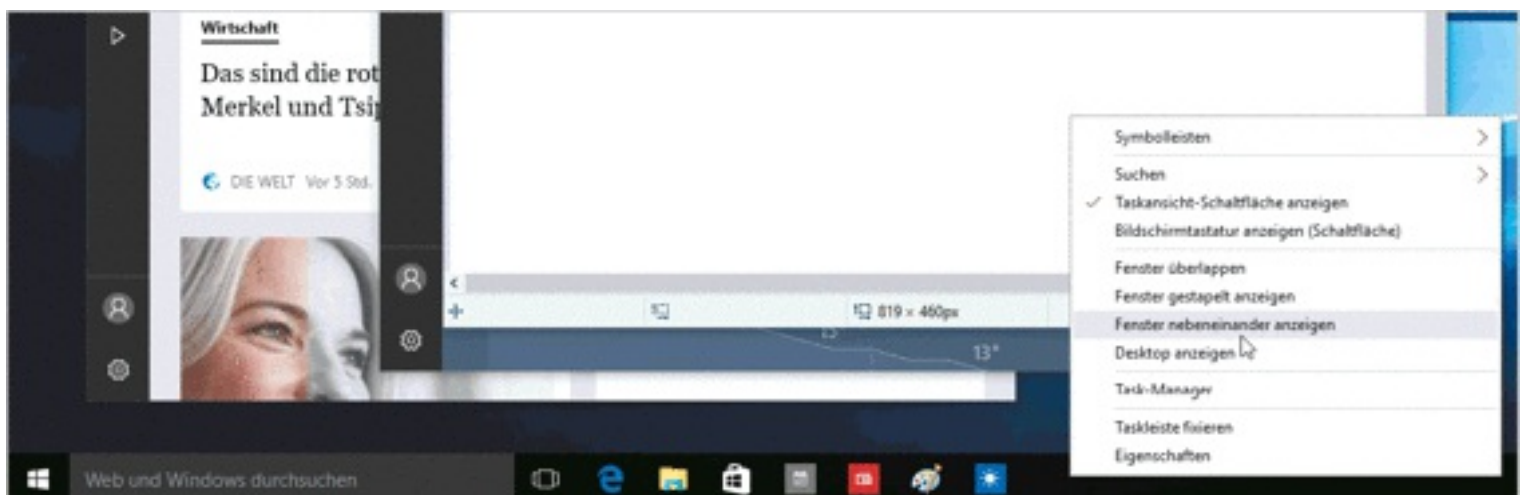 Wirtschaft
Das sind die rot
Merkel und Tsip
DIE WELT Vor 5 Std.
819 × 460px
13°
Symbolleisten
Suchen
Taskansicht-Schaltfläche anzeigen
Bildschirmtastatur anzeigen (Schaltfläche)
Fenster überlappen
Fenster gestapelt anzeigen
Fenster nebeneinander anzeigen
Desktop anzeigen
Task-Manager
Taskleiste fixieren
Eigenschaften
Web und Windows durchsuchen